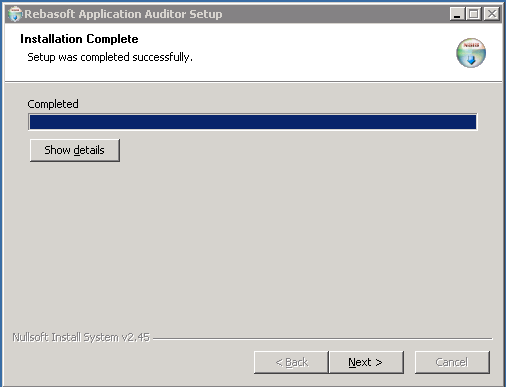 Rebasoft Application Auditor Setup
Installation Complete
Setup was completed successfully.
Completed
Show details
Nullsoft Install System v2.45
< Back
Next >
Cancel